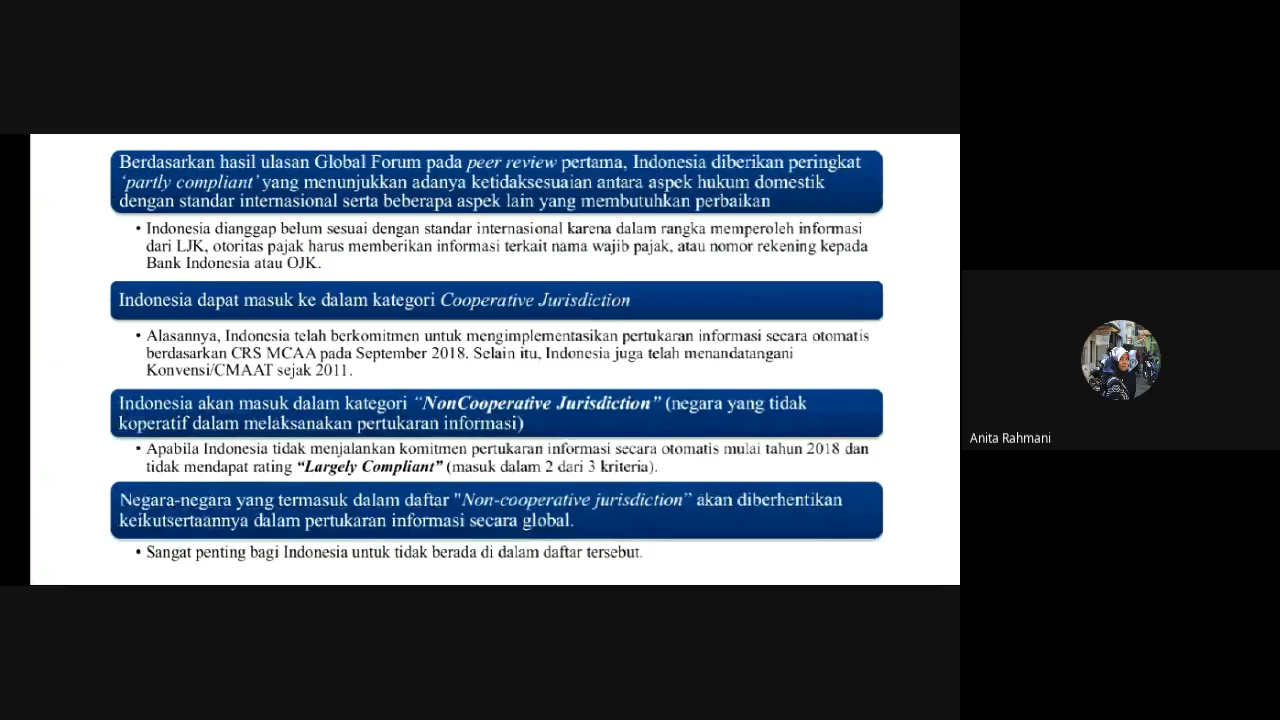 Berdasarkan hasil ulasan Global Forum pada peer review pertama, Indonesia diberikan peringkat
‘partly compliant’ yang menunjukkan adanya ketidaksesuaian antara aspek hukum domestik
dengan standar internasional serta beberapa aspek lain yang membutuhkan perbaikan
• Indonesia dianggap belum sesuai dengan standar internasional karena dalam rangka memperoleh informasi
dari LJK, otoritas pajak harus memberikan informasi terkait nama wajib pajak, atau nomor rekening kepada
Bank Indonesia atau OJK.
Indonesia dapat masuk ke dalam kategori Cooperative Jurisdiction
• Alasannya, Indonesia telah berkomitmen untuk mengimplementasikan pertukaran informasi secara otomatis
berdasarkan CRS MCAA pada September 2018. Selain itu, Indonesia juga telah menandatangani
Konvensi/CMAAT sejak 2011.
Indonesia akan masuk dalam kategori “NonCooperative Jurisdiction” (negara yang tidak
koperatif dalam melaksanakan pertukaran informasi)
• Apabila Indonesia tidak menjalankan komitmen pertukaran informasi secara otomatis mulai tahun 2018 dan
tidak mendapat rating “Largely Compliant” (masuk dalam 2 dari 3 kriteria).
Negara-negara yang termasuk dalam daftar "Non-cooperative jurisdiction” akan diberhentikan
keikutsertaannya dalam pertukaran informasi secara global.
• Sangat penting bagi Indonesia untuk tidak berada di dalam daftar tersebut.
Anita Rahmani